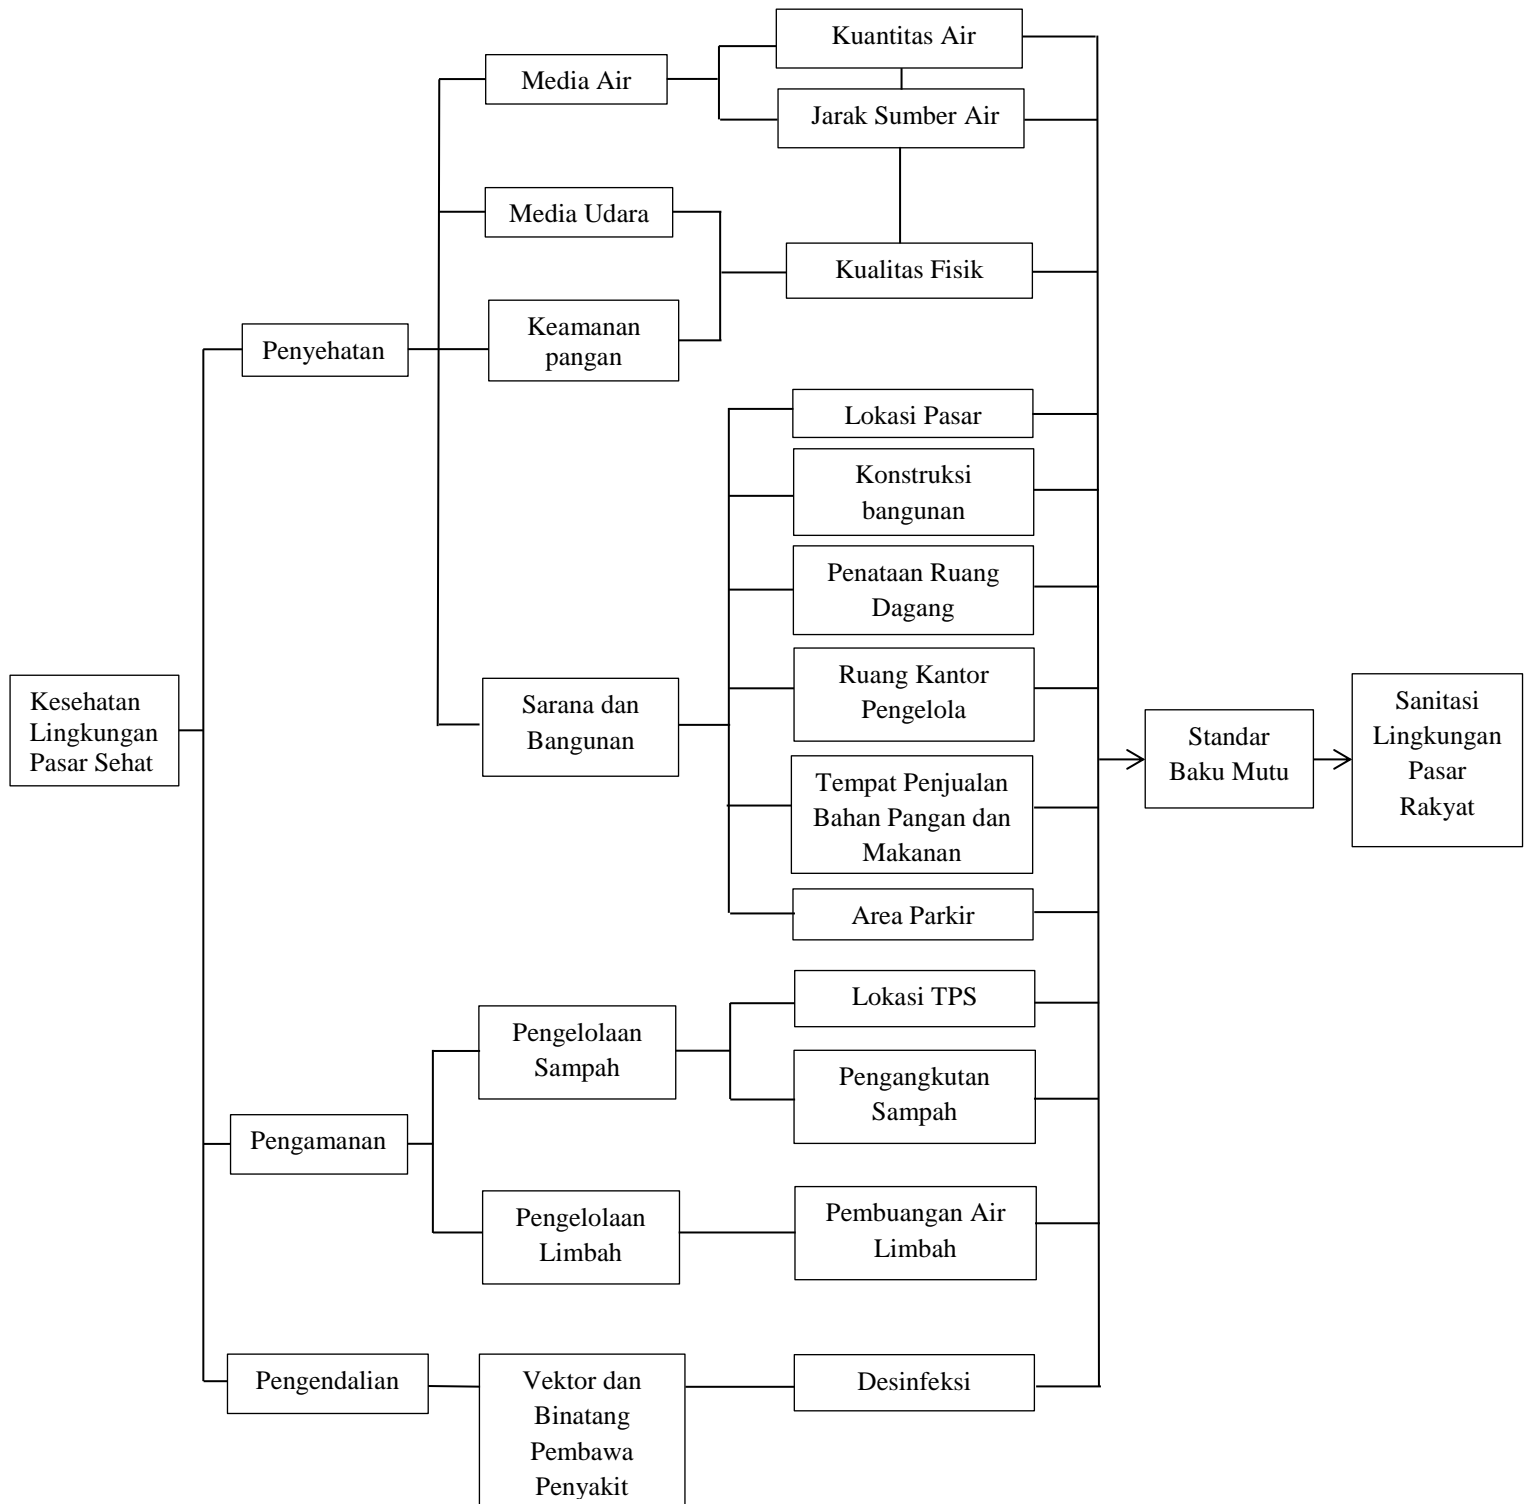 Kesehatan
Lingkungan
Pasar Sehat
Penyehatan
Pengamanan
Pengendalian
Media Air
Media Udara
Keamanan
pangan
Sarana dan
Bangunan
Pengelolaan
Sampah
Pengelolaan
Limbah
Vektor dan
Binatang
Pembawa
Penyakit
Kuantitas Air
Jarak Sumber Air
Kualitas Fisik
Lokasi Pasar
Konstruksi
bangunan
Penataan Ruang
Dagang
Ruang Kantor
Pengelola
Tempat Penjualan
Bahan Pangan dan
Makanan
Area Parkir
Lokasi TPS
Pengangkutan
Sampah
Pembuangan Air
Limbah
Desinfeksi
Standar
Baku Mutu
Sanitasi
Lingkungan
Pasar
Rakyat